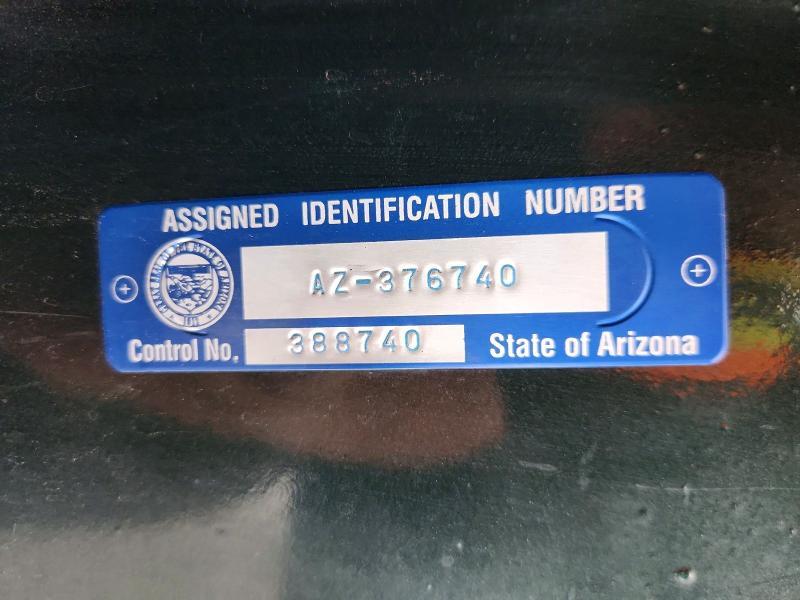 ASSIGNED IDENTIFICATION NUMBER
AZ-376740
Control No. 388740 State of Arizona